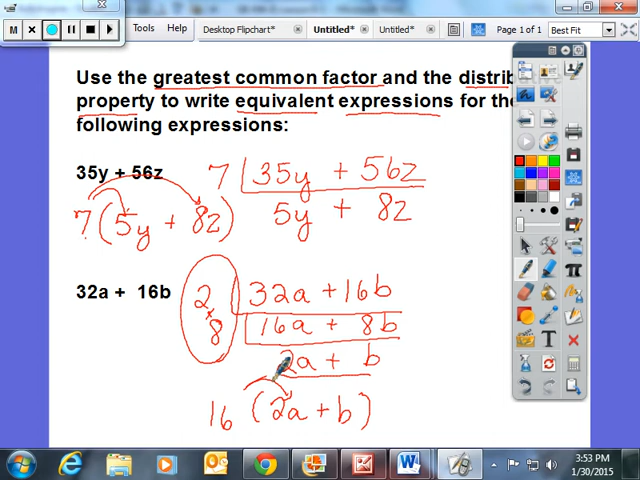 M
Tools Help Desktop Flipchart* Untitled* Untitled* Page 1 of 1 Best Fit
Use the greatest common factor and the distrib
property to write equivalent expressions for the
following expressions:
35y + 56z
7 35y + 56z
5y + 8z
7(5y + 8z)
32a + 16b
2 32a + 16b
× 8 16a + 8b
2a + b
16 (2a + b)
3:53 PM
1/30/2015